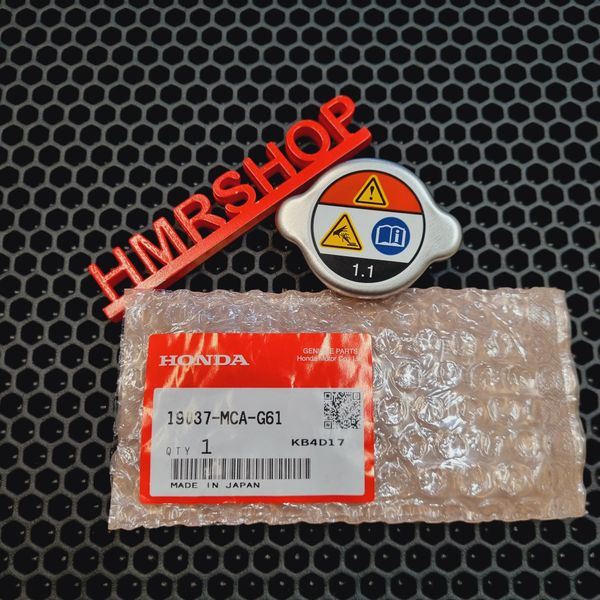 HMRSHOP
1.1
HONDA
GENUINE PARTS
Honda Motor Co., Ltd.
19037-MCA-G61
QTY 1
KB4D17
MADE IN JAPAN